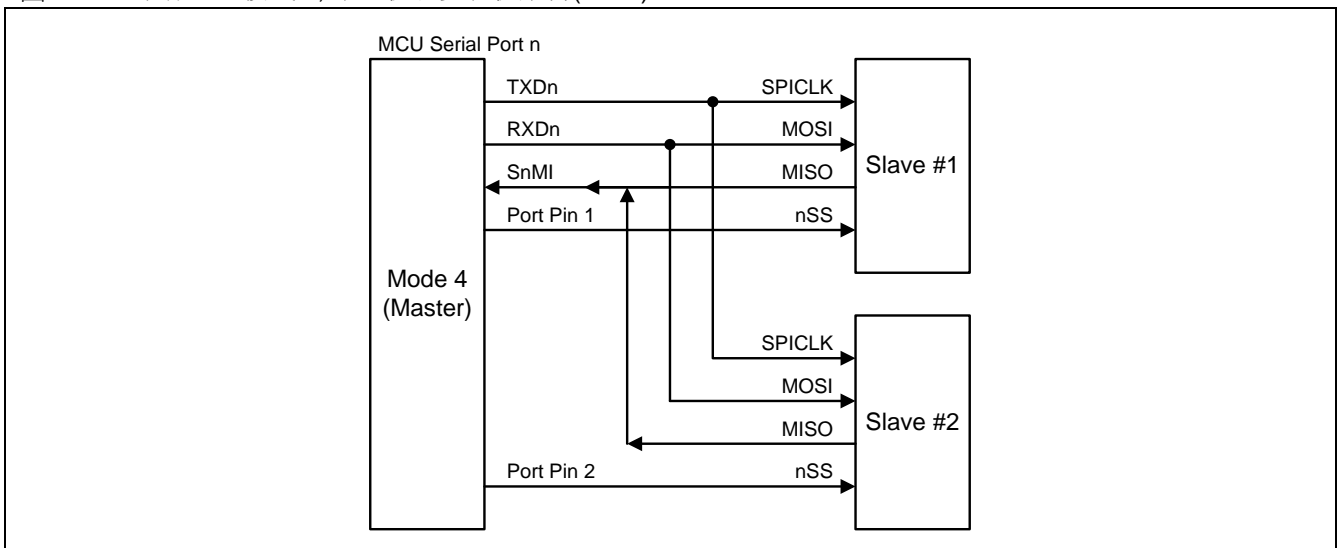 MCU Serial Port n
TXDn SPICLK
RXDn MOSI
SnMI MISO
Port Pin 1 nSS
Slave #1
Mode 4
(Master)
SPICLK
MOSI
MISO
Port Pin 2 nSS
Slave #2